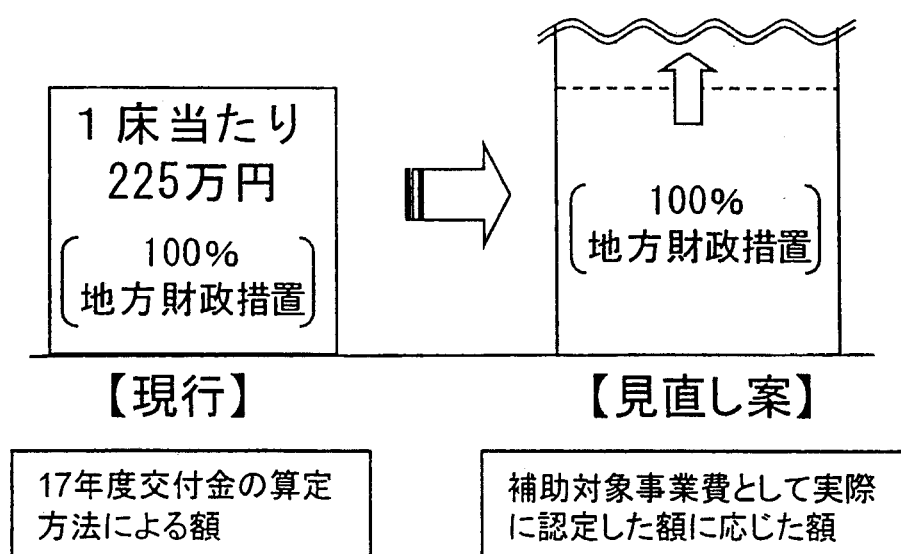 1床当たり
225万円
100%
地方財政措置
【現行】
17年度交付金の算定
方法による額
100%
地方財政措置
【見直し案】
補助対象事業費として実際
に認定した額に応じた額